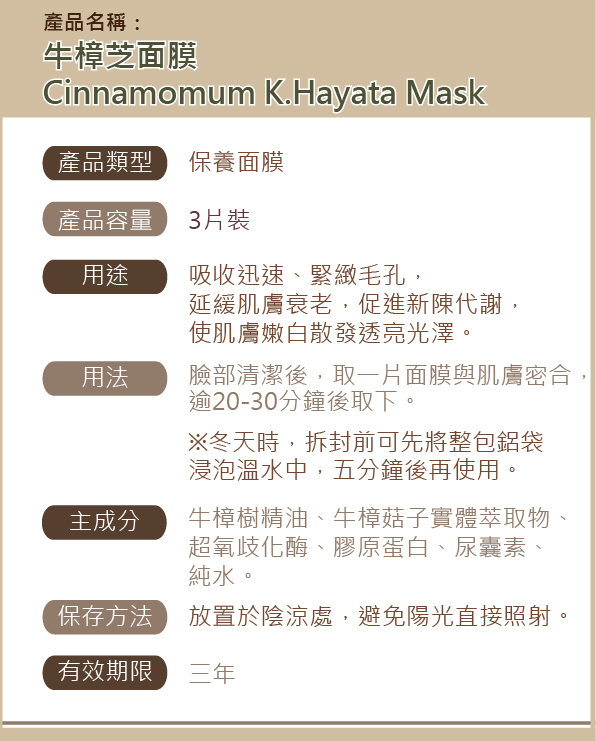 產品名稱：
牛樟芝面膜
Cinnamomum K.Hayata Mask
產品類型 保養面膜
產品容量 3片裝
用途 吸收迅速、緊緻毛孔，
延緩肌膚衰老，促進新陳代謝，
使肌膚嫩白散發透亮光澤。
用法 臉部清潔後，取一片面膜與肌膚密合，
逾20-30分鐘後取下。
※冬天時，拆封前可先將整包鋁袋
浸泡溫水中，五分鐘後再使用。
主成分 牛樟樹精油、牛樟菇子實體萃取物、
超氧歧化酶、膠原蛋白、尿囊素、
純水。
保存方法 放置於陰涼處，避免陽光直接照射。
有效期限 三年